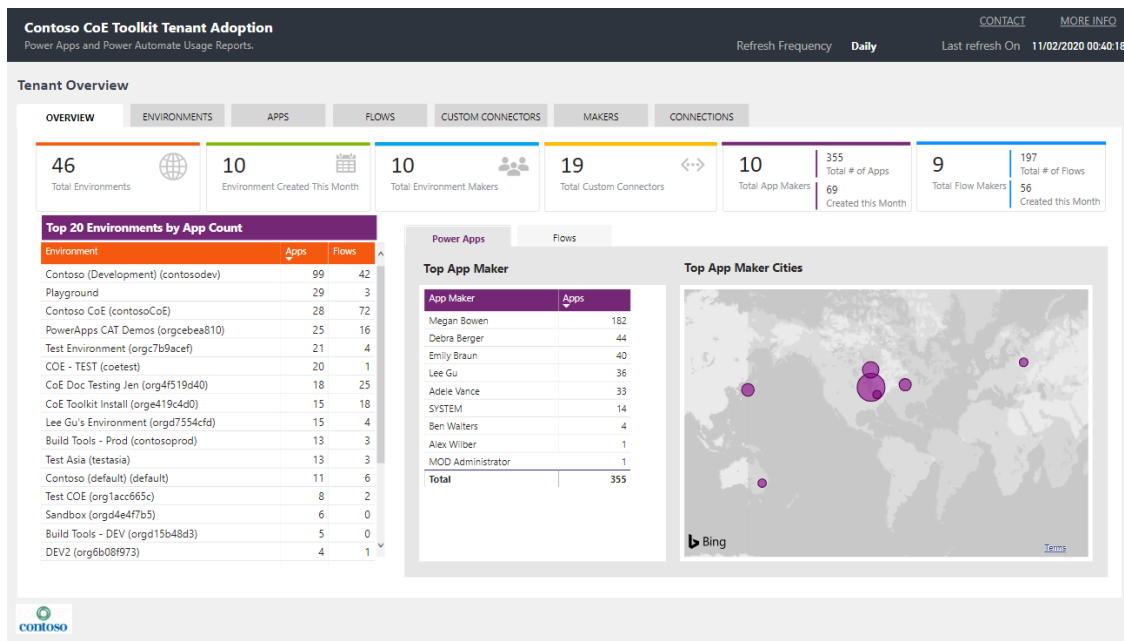 Contoso CoE Toolkit Tenant Adoption
Power Apps and Power Automate Usage Reports.
CONTACT MORE INFO
Refresh Frequency Daily Last refresh On 11/02/2020 00:40:18
Tenant Overview
OVERVIEW ENVIRONMENTS APPS FLOWS CUSTOM CONNECTORS MAKERS CONNECTIONS
46
Total Environments
10
Environment Created This Month
10
Total Environment Makers
19
Total Custom Connectors
10
Total App Makers
355
Total # of Apps
69
Created this Month
9
Total Flow Makers
197
Total # of Flows
56
Created this Month
Top 20 Environments by App Count
Environment Apps Flows
Contoso (Development) (contosodev) 99 42
Playground 29 3
Contoso CoE (contosoCoE) 28 72
PowerApps CAT Demos (orgcebea810) 25 16
Test Environment (orgc7b9acef) 21 4
COE - TEST (coetest) 20 1
CoE Doc Testing Jen (org4f519d40) 18 25
CoE Toolkit Install (orge419c4d0) 15 18
Lee Gu's Environment (orgd7554cfd) 15 4
Build Tools - Prod (contosoprod) 13 3
Test Asia (testasia) 13 3
Contoso (default) (default) 11 6
Test COE (org1acc665c) 8 2
Sandbox (orgd4e4f7b5) 6 0
Build Tools - DEV (orgd15b48d3) 5 0
DEV2 (org6b08f973) 4 1
Power Apps Flows
Top App Maker
App Maker Apps
Megan Bowen 182
Debra Berger 44
Emily Braun 40
Lee Gu 36
Adele Vance 33
SYSTEM 14
Ben Walters 4
Alex Wilber 1
MOD Administrator 1
Total 355
Top App Maker Cities
Bing
Terms
contoso